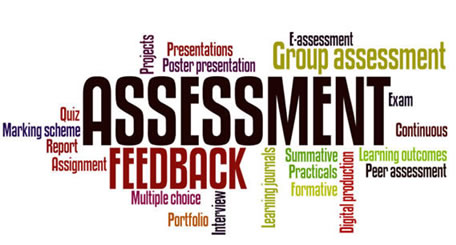 Projects
Presentations
Poster presentation
E-assessment
Group assessment
ASSESSMENT
Quiz
Marking scheme
Report
Assignment
FEEDBACK
Multiple choice
Portfolio
Interview
Learning journals
Summative
Practicals
Formative
Digital production
Exam
Continuous
Learning outcomes
Peer assessment